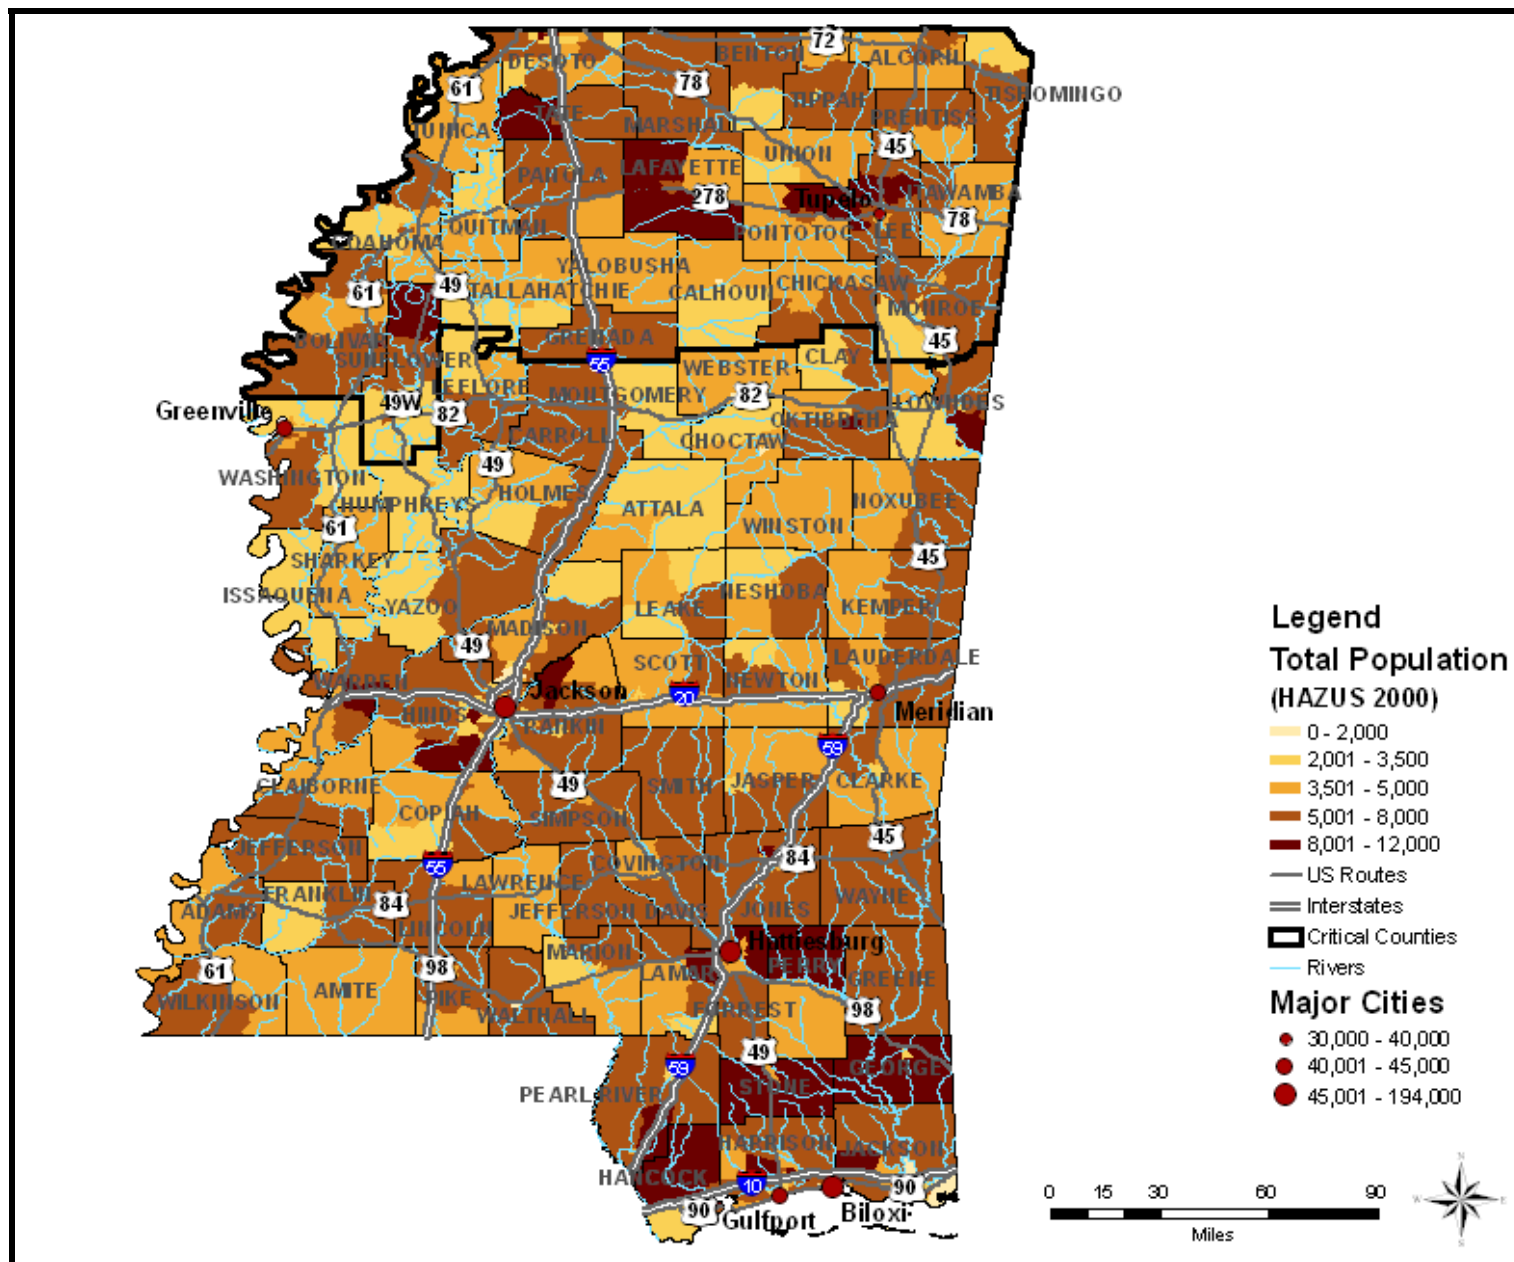 72
BENTON
ALCORN
DESOTO
78
61
TISHOMINGO
TIPPAH
TATE
PRENTISS
MARSHALL
TUNICA
45
UNION
LAFAYETTE
PANOLA
ITAWAMBA
278
Tupelo
78
QUITMAN
PONTOTOC
LEE
COAHOMA
YALOBUSHA
49
61
TALLAHATCHIE
CALHOUN
CHICKASAW
MONROE
BOLIVAR
GRENADA
45
SUNFLOWER
55
CLAY
WEBSTER
LEFLORE
MONTGOMERY
82
49W
LOWNDES
Greenville
82
OKTIBBEHA
CARROLL
CHOCTAW
49
WASHINGTON
HOLMES
HUMPHREYS
ATTALA
NOXUBEE
61
WINSTON
SHARKEY
45
ISSAQUENA
NESHOBA
YAZOO
LEAKE
KEMPER
MADISON
49
SCOTT
LAUDERDALE
WARREN
NEWTON
Jackson
20
HINDS
RANKIN
Meridian
59
CLAIBORNE
49
SMITH
JASPER
CLARKE
COPIAH
SIMPSON
45
JEFFERSON
55
84
COVINGTON
FRANKLIN
LAWRENCE
WAYNE
84
ADAMS
JEFFERSON DAVIS
JONES
LINCOLN
Hattiesburg
MARION
98
PERRY
61
LAMAR
GREENE
AMITE
WILKINSON
PIKE
WALTHALL
FORREST
98
49
59
GEORGE
PEARL RIVER
STONE
HARRISON
JACKSON
HANCOCK
10
90
90
Gulfport
Biloxi
Legend
Total Population
(HAZUS 2000)
0 - 2,000
2,001 - 3,500
3,501 - 5,000
5,001 - 8,000
8,001 - 12,000
US Routes
Interstates
Critical Counties
Rivers
Major Cities
30,000 - 40,000
40,001 - 45,000
45,001 - 194,000
0 15 30 60 90
Miles
N
W
E
S